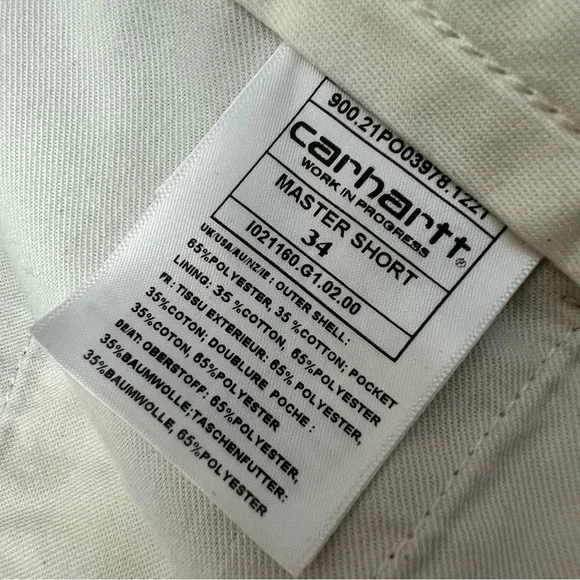 900.21PO03978.1221
carhartt®
WORK IN PROGRESS
MASTER SHORT
34
I021160.G1.02.00
UK/USA/AU/NZ/IE : OUTER SHELL:
65%POLYESTER, 35 %COTTON; POCKET
LINING: 35 %COTTON, 65%POLYESTER
FR : TISSU EXTERIEUR: 65% POLYESTER,
35%COTON; DOUBLURE POCHE :
35%COTON, 65%POLYESTER
DE/AT: OBERSTOFF: 65%POLYESTER,
35%BAUMWOLLE;TASCHENFUTTER:
35%BAUMWOLLE, 65%POLYESTER